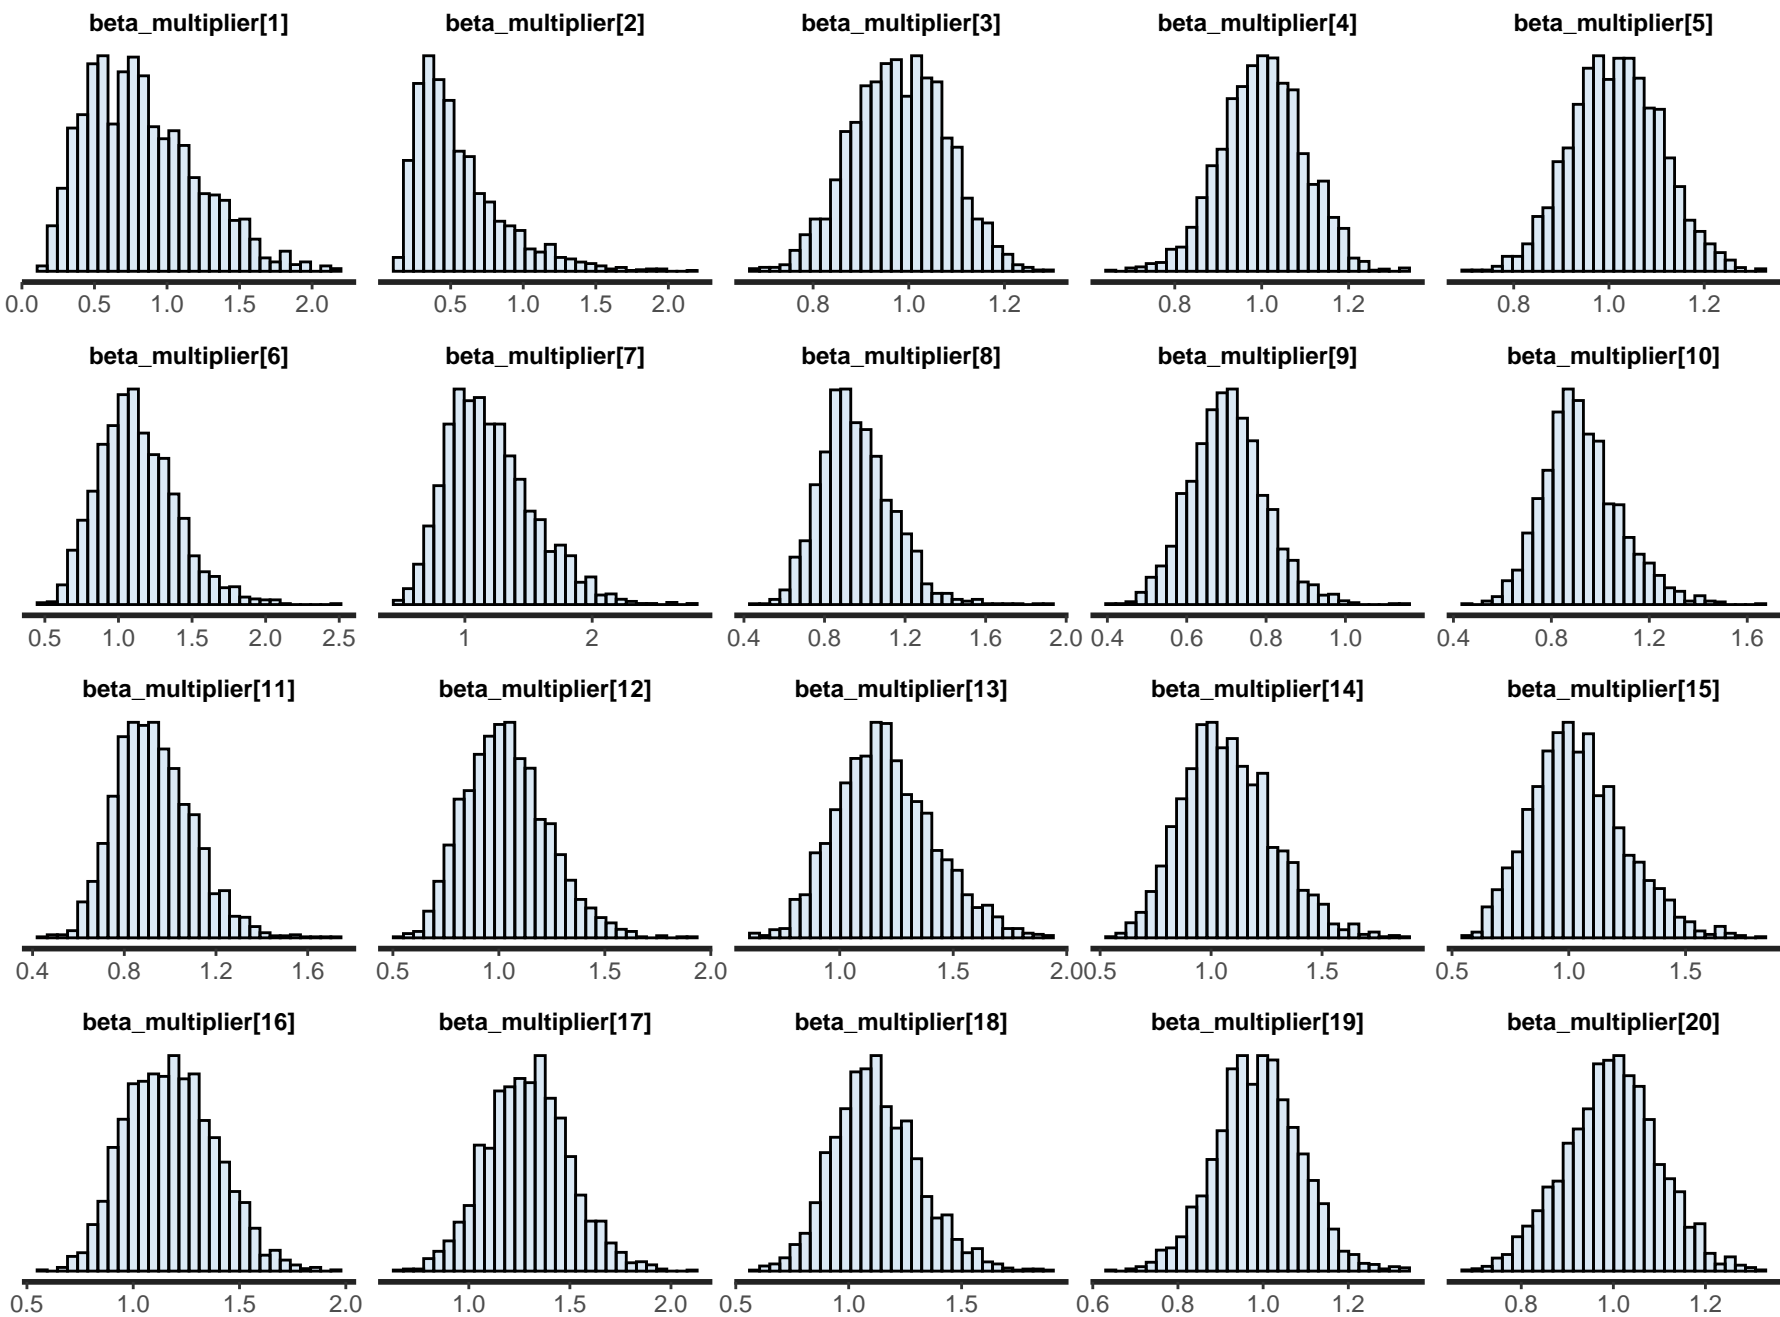 beta_multiplier[1] beta_multiplier[2] beta_multiplier[3] beta_multiplier[4] beta_multiplier[5]
0.0 0.5 1.0 1.5 2.0 0.5 1.0 1.5 2.0 0.8 1.0 1.2 0.8 1.0 1.2 0.8 1.0 1.2
beta_multiplier[6] beta_multiplier[7] beta_multiplier[8] beta_multiplier[9] beta_multiplier[10]
0.5 1.0 1.5 2.0 2.5 1 2 0.4 0.8 1.2 1.6 2.0 0.4 0.6 0.8 1.0 0.4 0.8 1.2 1.6
beta_multiplier[11] beta_multiplier[12] beta_multiplier[13] beta_multiplier[14] beta_multiplier[15]
0.4 0.8 1.2 1.6 0.5 1.0 1.5 2.0 1.0 1.5 2.0 0.5 1.0 1.5 0.5 1.0 1.5
beta_multiplier[16] beta_multiplier[17] beta_multiplier[18] beta_multiplier[19] beta_multiplier[20]
0.5 1.0 1.5 2.0 1.0 1.5 2.0 0.5 1.0 1.5 0.6 0.8 1.0 1.2 0.8 1.0 1.2